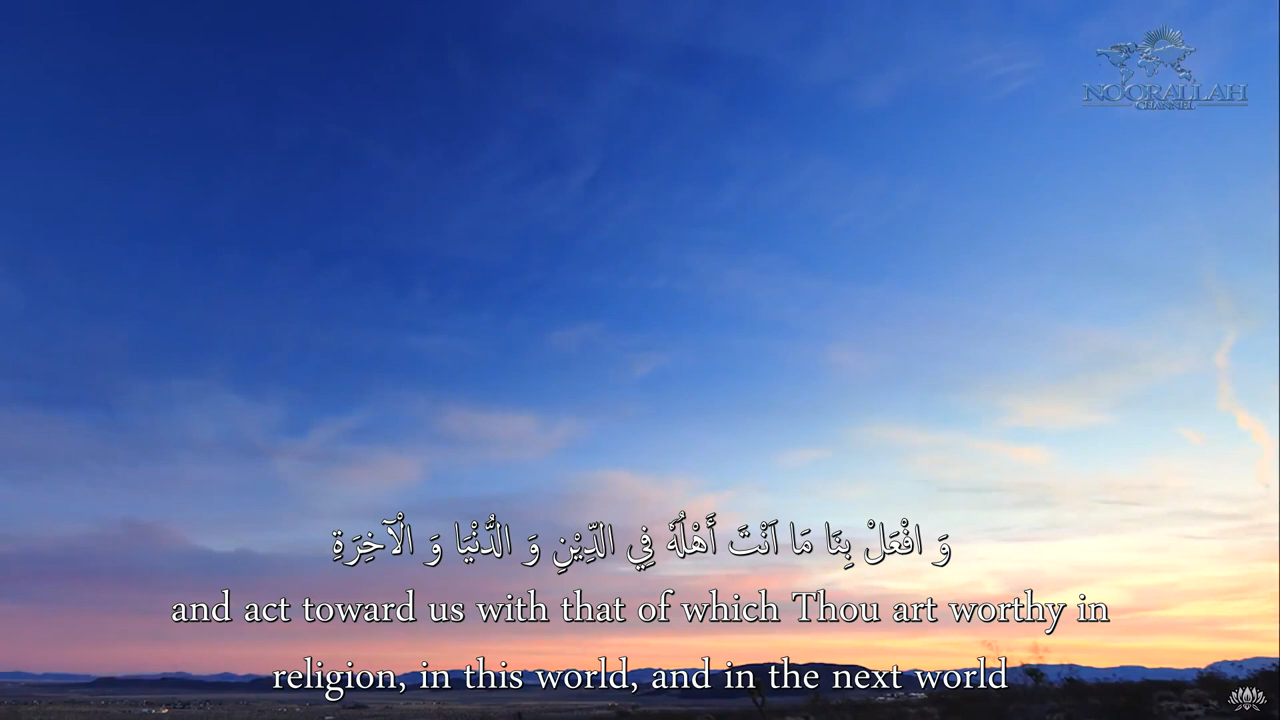 NOORALLAH
CHANNEL
وَ افْعَلْ بِنَا مَا اَنْتَ أَهْلُهُ فِي الدِّيْنِ وَ الدُّنْيَا وَ الْآخِرَةِ
and act toward us with that of which Thou art worthy in
religion, in this world, and in the next world